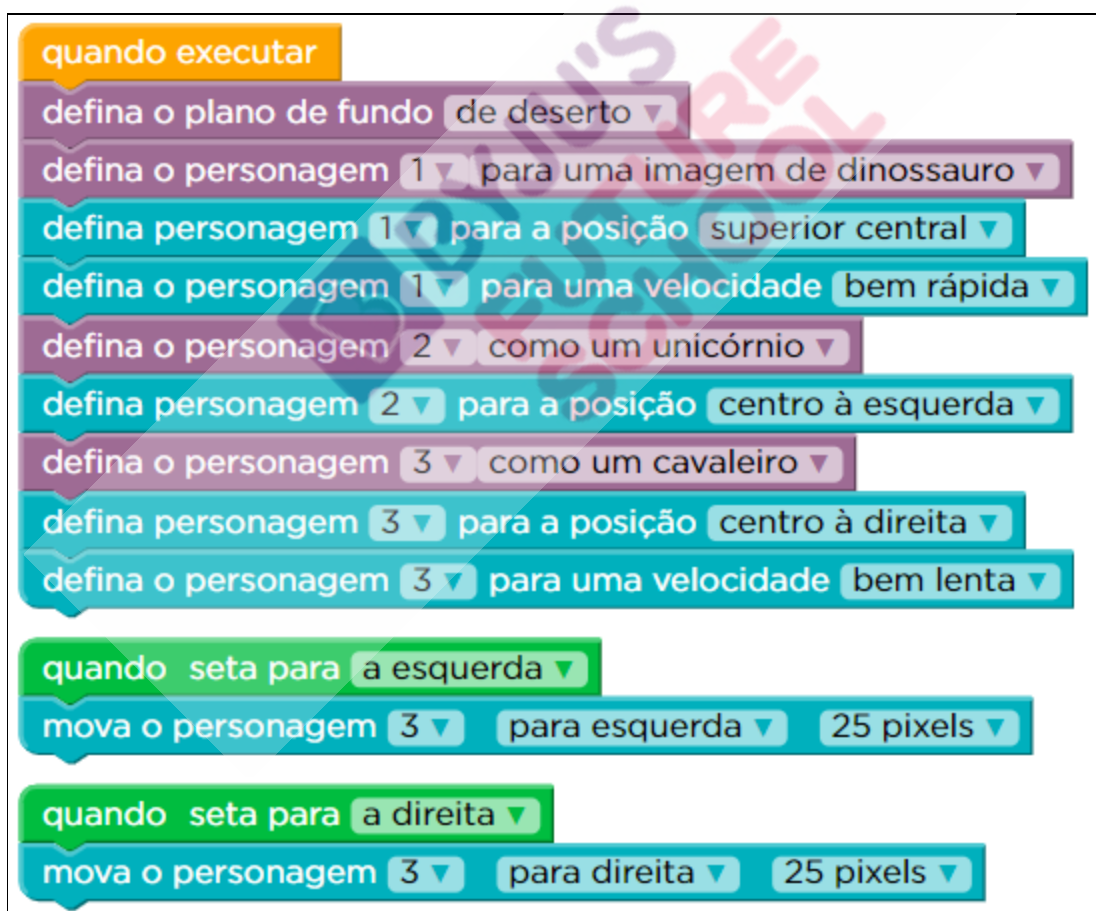 quando executar
defina o plano de fundo de deserto
defina o personagem 1 para uma imagem de dinossauro
defina personagem 1 para a posição superior central
defina o personagem 1 para uma velocidade bem rápida
defina o personagem 2 como um unicórnio
defina personagem 2 para a posição centro à esquerda
defina o personagem 3 como um cavaleiro
defina personagem 3 para a posição centro à direita
defina o personagem 3 para uma velocidade bem lenta
quando seta para a esquerda
mova o personagem 3 para esquerda 25 pixels
quando seta para a direita
mova o personagem 3 para direita 25 pixels
BYJU'S
FUTURE
SCHOOL